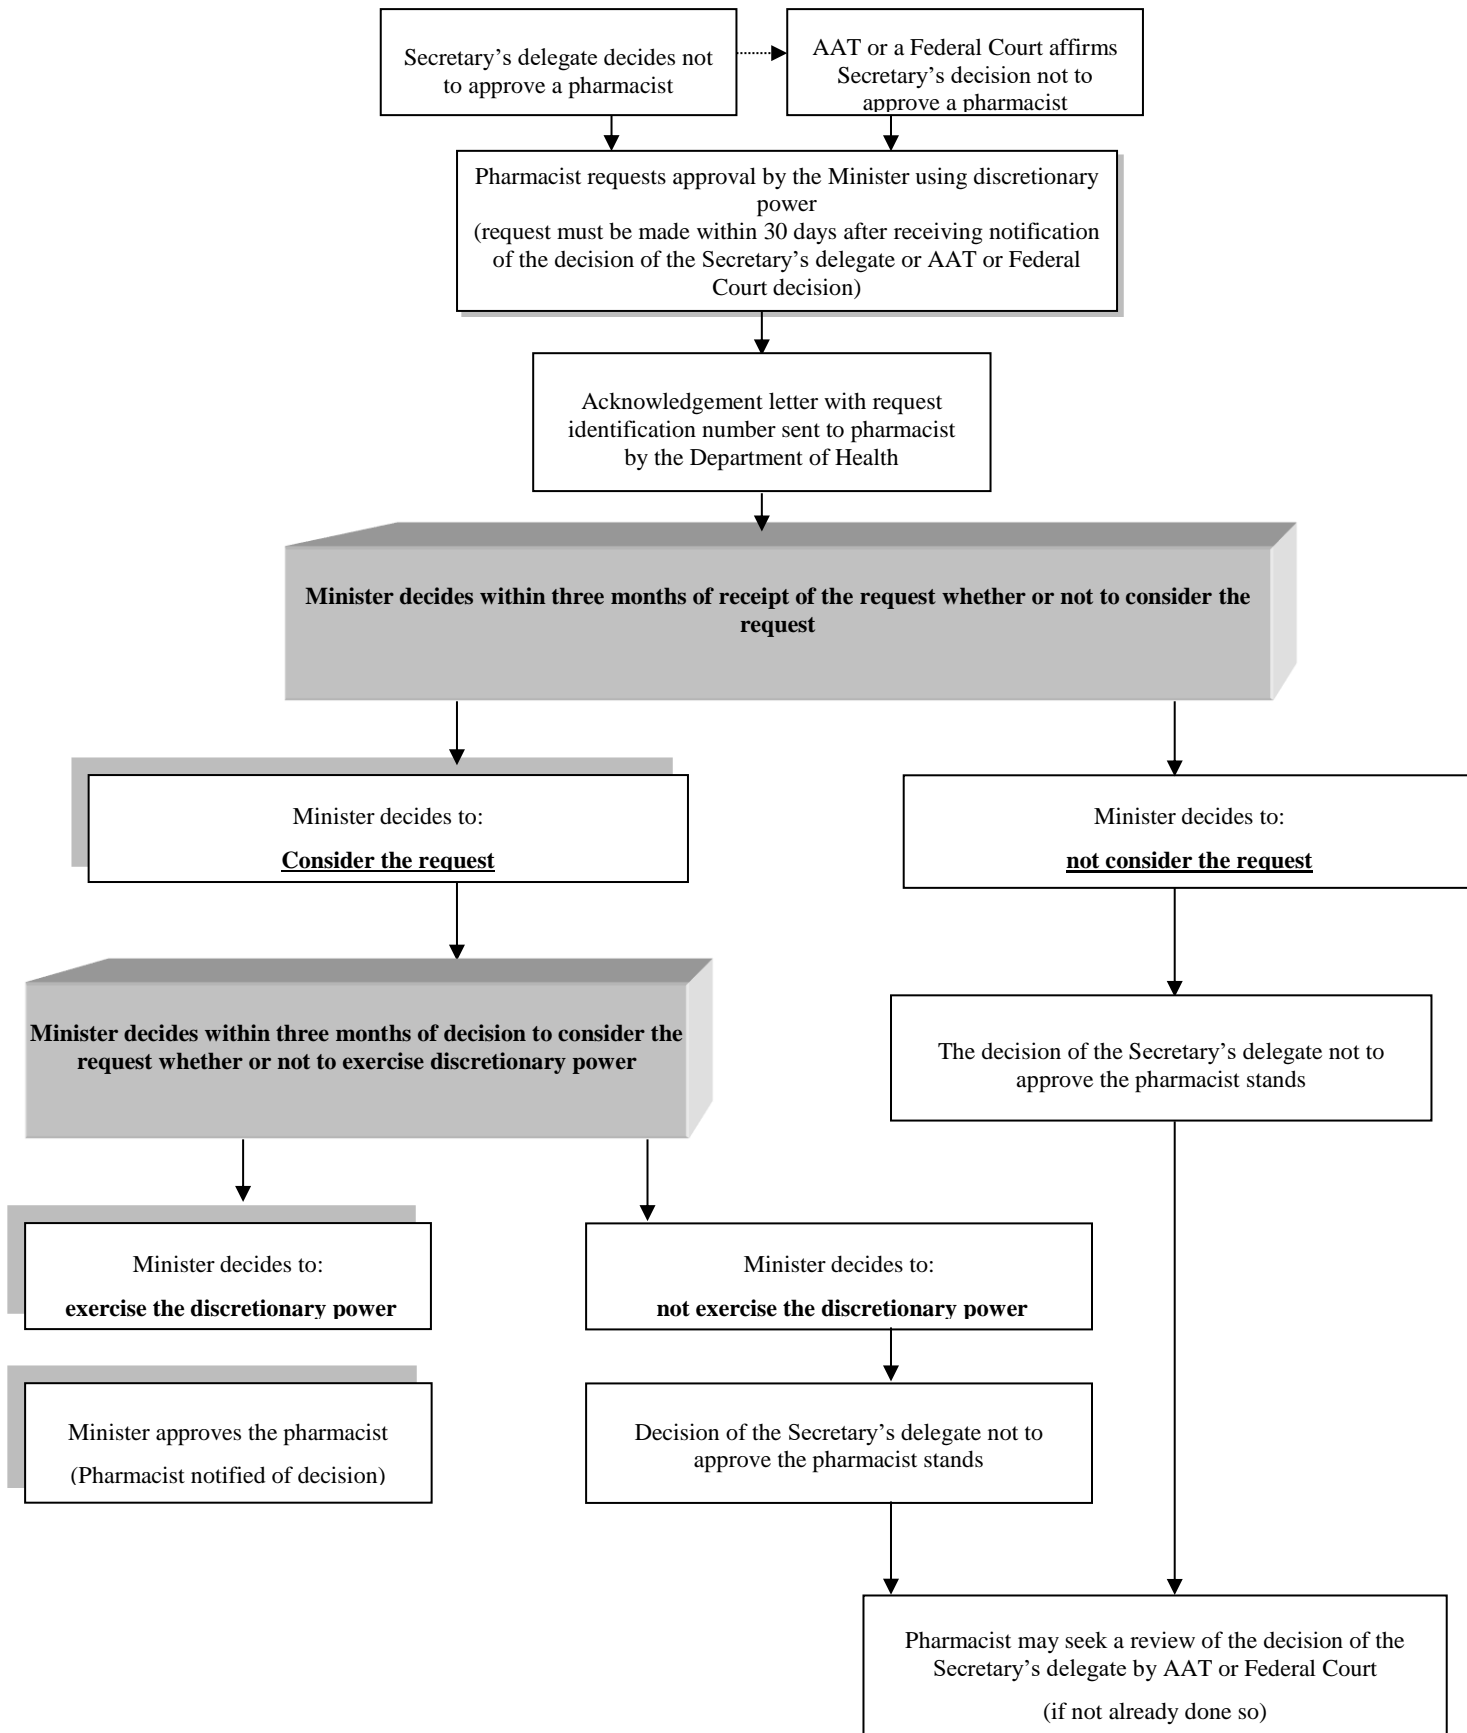 Secretary’s delegate decides not
to approve a pharmacist
AAT or a Federal Court affirms
Secretary’s decision not to
approve a pharmacist
Pharmacist requests approval by the Minister using discretionary
power
(request must be made within 30 days after receiving notification
of the decision of the Secretary’s delegate or AAT or Federal
Court decision)
Acknowledgement letter with request
identification number sent to pharmacist
by the Department of Health
Minister decides within three months of receipt of the request whether or not to consider the
request
Minister decides to:
Consider the request
Minister decides to:
not consider the request
Minister decides within three months of decision to consider the
request whether or not to exercise discretionary power
The decision of the Secretary’s delegate not to
approve the pharmacist stands
Minister decides to:
exercise the discretionary power
Minister decides to:
not exercise the discretionary power
Minister approves the pharmacist
(Pharmacist notified of decision)
Decision of the Secretary’s delegate not to
approve the pharmacist stands
Pharmacist may seek a review of the decision of the
Secretary’s delegate by AAT or Federal Court
(if not already done so)